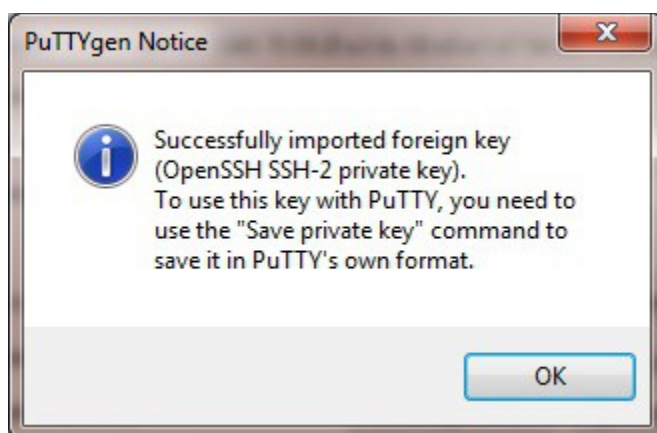 PuTTYgen Notice
Successfully imported foreign key
(OpenSSH SSH-2 private key).
To use this key with PuTTY, you need to
use the "Save private key" command to
save it in PuTTY's own format.
OK